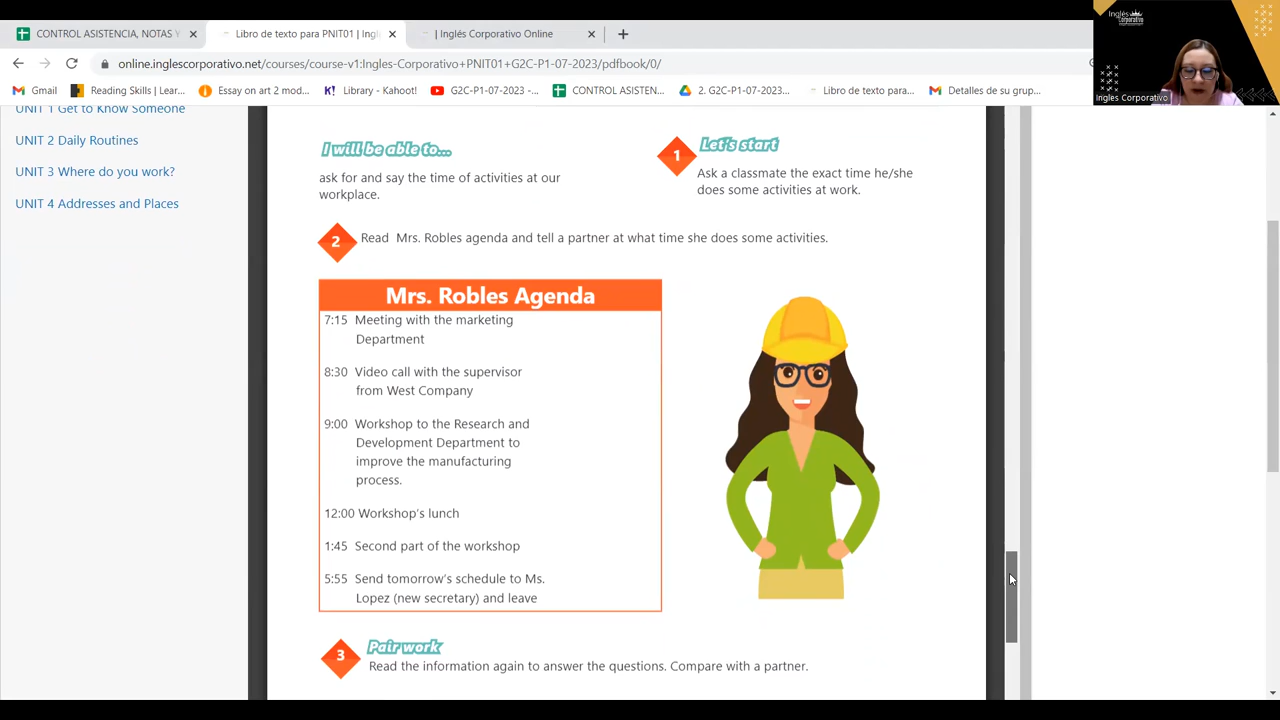 CONTROL ASISTENCIA, NOTAS Y
Libro de texto para PNIT01 | Ingl
| Inglés Corporativo Online
online.inglescorporativo.net/courses/course-v1:Ingles-Corporativo+PNIT01+G2C-P1-07-2023/pdfbook/0/
Gmail
Reading Skills | Lear...
Essay on art 2 mod...
Library - Kahoot!
G2C-P1-07-2023 -...
CONTROL ASISTEN...
2. G2C-P1-07-2023...
Libro de texto para...
Detalles de su grup...
Inglés
Corporativo
Ingles Corporativo
UNIT 1 Get to Know Someone
UNIT 2 Daily Routines
UNIT 3 Where do you work?
UNIT 4 Addresses and Places
I will be able to...
ask for and say the time of activities at our
workplace.
1 Let's start
Ask a classmate the exact time he/she
does some activities at work.
2 Read Mrs. Robles agenda and tell a partner at what time she does some activities.
Mrs. Robles Agenda
7:15 Meeting with the marketing
Department
8:30 Video call with the supervisor
from West Company
9:00 Workshop to the Research and
Development Department to
improve the manufacturing
process.
12:00 Workshop's lunch
1:45 Second part of the workshop
5:55 Send tomorrow's schedule to Ms.
Lopez (new secretary) and leave
3 Pair work
Read the information again to answer the questions. Compare with a partner.